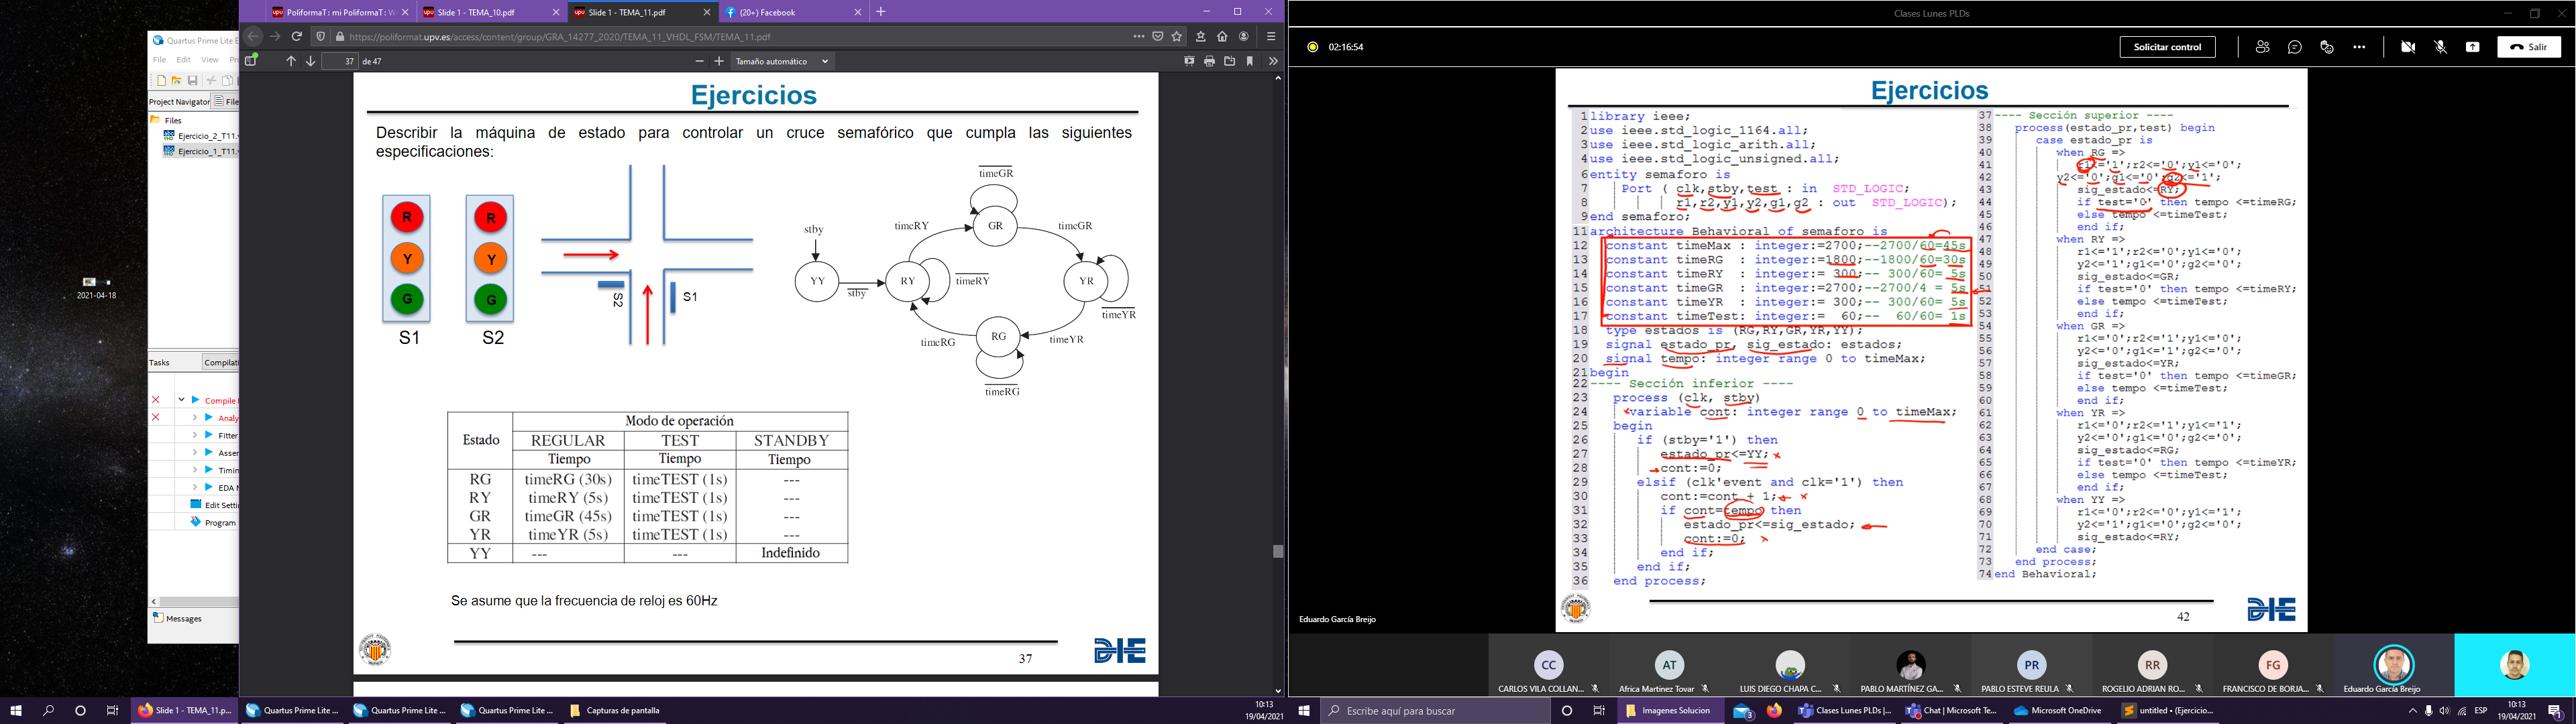 Quartus Prime Lite E
File Edit View Pr
Project Navigator File
Files
Ejercicio_2_T11.v
Ejercicio_1_T11.v
Tasks Compilati
Compile
Analy
Fitter
Asser
Timin
EDA N
Edit Setti
Program
Messages
2021-04-18
PoliformaT : mi PoliformaT : W
Slide 1 - TEMA_10.pdf
Slide 1 - TEMA_11.pdf
(20+) Facebook
https://poliformat.upv.es/access/content/group/GRA_14277_2020/TEMA_11_VHDL_FSM/TEMA_11.pdf
37 de 47
Tamaño automático
Ejercicios
Describir la máquina de estado para controlar un cruce semafórico que cumpla las siguientes
especificaciones:
R
Y
G
S1
R
Y
G
S2
S2
S1
stby
YY
stby
RY
timeRY
timeRY
timeGR
GR
timeGR
YR
timeYR
timeYR
RG
timeRG
timeRG
Modo de operación
Estado REGULAR TEST STANDBY
Tiempo Tiempo Tiempo
RG timeRG (30s) timeTEST (1s) ---
RY timeRY (5s) timeTEST (1s) ---
GR timeGR (45s) timeTEST (1s) ---
YR timeYR (5s) timeTEST (1s) ---
YY --- --- Indefinido
Se asume que la frecuencia de reloj es 60Hz
37
DIE
Clases Lunes PLDs
02:16:54
Solicitar control
Salir
Ejercicios
1 library ieee;
2 use ieee.std_logic_1164.all;
3 use ieee.std_logic_arith.all;
4 use ieee.std_logic_unsigned.all;
6 entity semaforo is
7 Port ( clk,stby,test : in STD_LOGIC;
8 r1,r2,y1,y2,g1,g2 : out STD_LOGIC);
9 end semaforo;
11 architecture Behavioral of semaforo is
12 constant timeMax : integer:=2700;--2700/60=45s
13 constant timeRG : integer:=1800;--1800/60=30s
14 constant timeRY : integer:= 300;-- 300/60= 5s
15 constant timeGR : integer:=2700;--2700/4 = 5s
16 constant timeYR : integer:= 300;-- 300/60= 5s
17 constant timeTest: integer:= 60;-- 60/60= 1s
18 type estados is (RG,RY,GR,YR,YY);
19 signal estado_pr, sig_estado: estados;
20 signal tempo: integer range 0 to timeMax;
21 begin
22 ---- Sección inferior ----
23 process (clk, stby)
24 variable cont: integer range 0 to timeMax;
25 begin
26 if (stby='1') then
27 estado_pr<=YY;
28 cont:=0;
29 elsif (clk'event and clk='1') then
30 cont:=cont + 1;
31 if cont=tempo then
32 estado_pr<=sig_estado;
33 cont:=0;
34 end if;
35 end if;
36 end process;
37 ---- Sección superior ----
38 process(estado_pr,test) begin
39 case estado_pr is
40 when RG =>
41 r1<='1';r2<='0';y1<='0';
42 y2<='0';g1<='0';g2<='1';
43 sig_estado<=RY;
44 if test='0' then tempo <=timeRG;
45 else tempo <=timeTest;
46 end if;
47 when RY =>
48 r1<='1';r2<='0';y1<='0';
49 y2<='1';g1<='0';g2<='0';
50 sig_estado<=GR;
51 if test='0' then tempo <=timeRY;
52 else tempo <=timeTest;
53 end if;
54 when GR =>
55 r1<='0';r2<='1';y1<='0';
56 y2<='0';g1<='1';g2<='0';
57 sig_estado<=YR;
58 if test='0' then tempo <=timeGR;
59 else tempo <=timeTest;
60 end if;
61 when YR =>
62 r1<='0';r2<='1';y1<='1';
63 y2<='0';g1<='0';g2<='0';
64 sig_estado<=RG;
65 if test='0' then tempo <=timeYR;
66 else tempo <=timeTest;
67 end if;
68 when YY =>
69 r1<='0';r2<='0';y1<='1';
70 y2<='1';g1<='0';g2<='0';
71 sig_estado<=RY;
72 end case;
73 end process;
74 end Behavioral;
42
DIE
Eduardo García Breijo
CC AT PR RR FG
CARLOS VILA COLLAN...
Africa Martinez Tovar
LUIS DIEGO CHAPA C...
PABLO MARTÍNEZ GA...
PABLO ESTEVE REULA
ROGELIO ADRIAN RO...
FRANCISCO DE BORJA...
Eduardo García Breijo
Slide 1 - TEMA_11.p...
Quartus Prime Lite ...
Quartus Prime Lite ...
Quartus Prime Lite ...
Capturas de pantalla
10:13
19/04/2021
Escribe aquí para buscar
Imagenes Solucion
3
Clases Lunes PLDs |...
Chat | Microsoft Te...
Microsoft OneDrive
untitled • (Ejercicio...
ESP
10:13
19/04/2021